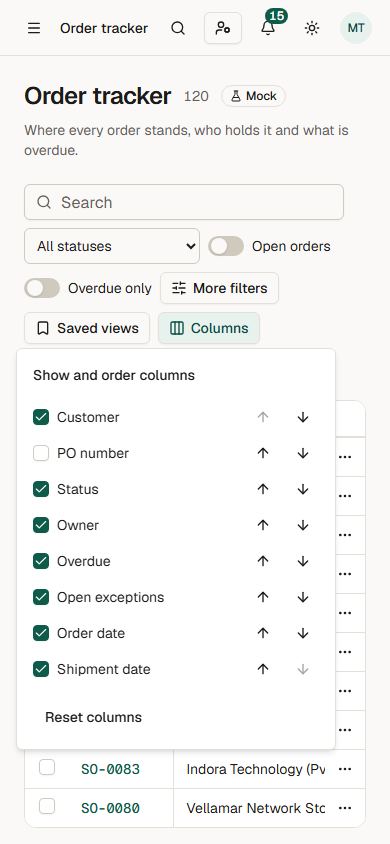 Order tracker
15
MT
Order tracker 120 Mock
Where every order stands, who holds it and what is
overdue.
Search
All statuses Open orders
Overdue only More filters
Saved views Columns
Show and order columns
Customer
PO number
Status
Owner
Overdue
Open exceptions
Order date
Shipment date
Reset columns
SO-0083 Indora Technology (Pv
SO-0080 Vellamar Network Sto